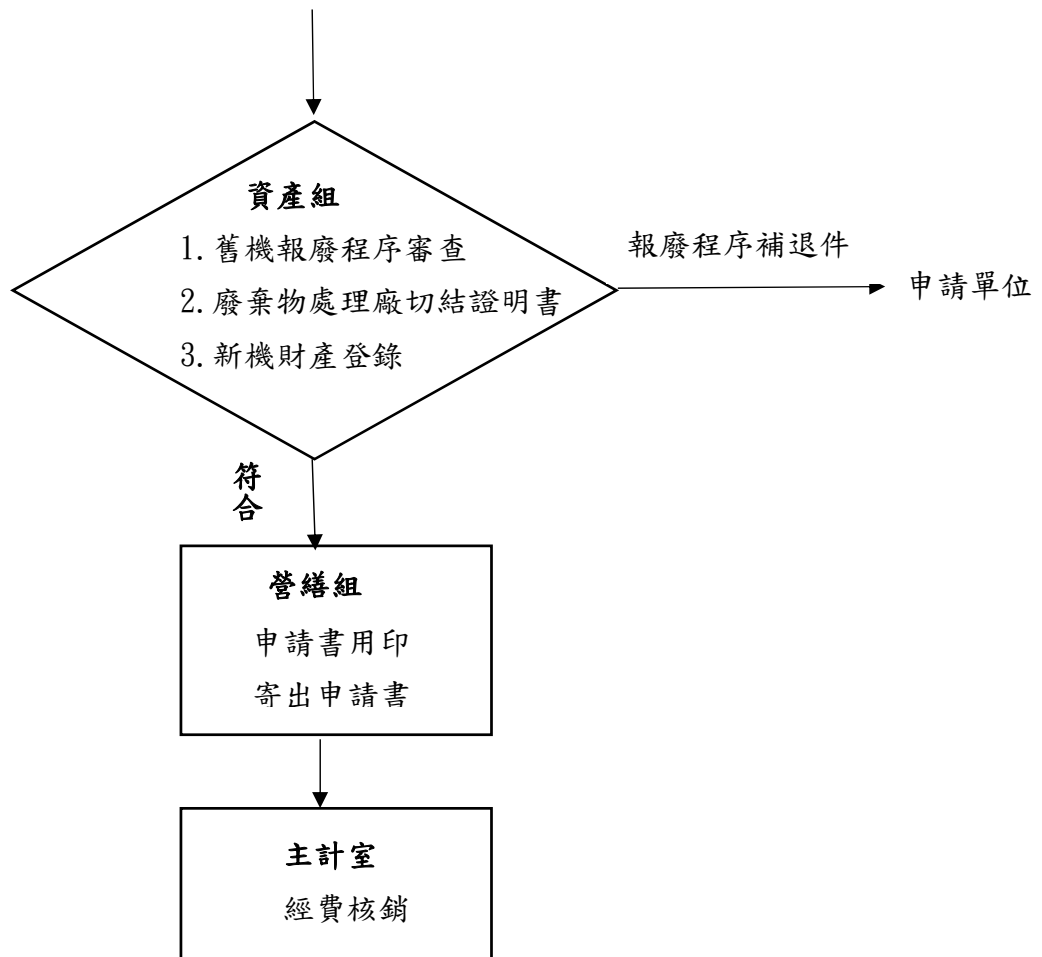 資產組
1.舊機報廢程序審查
2.廢棄物處理廠切結證明書
3.新機財產登錄
報廢程序補退件
申請單位
符
合
營繕組
申請書用印
寄出申請書
主計室
經費核銷